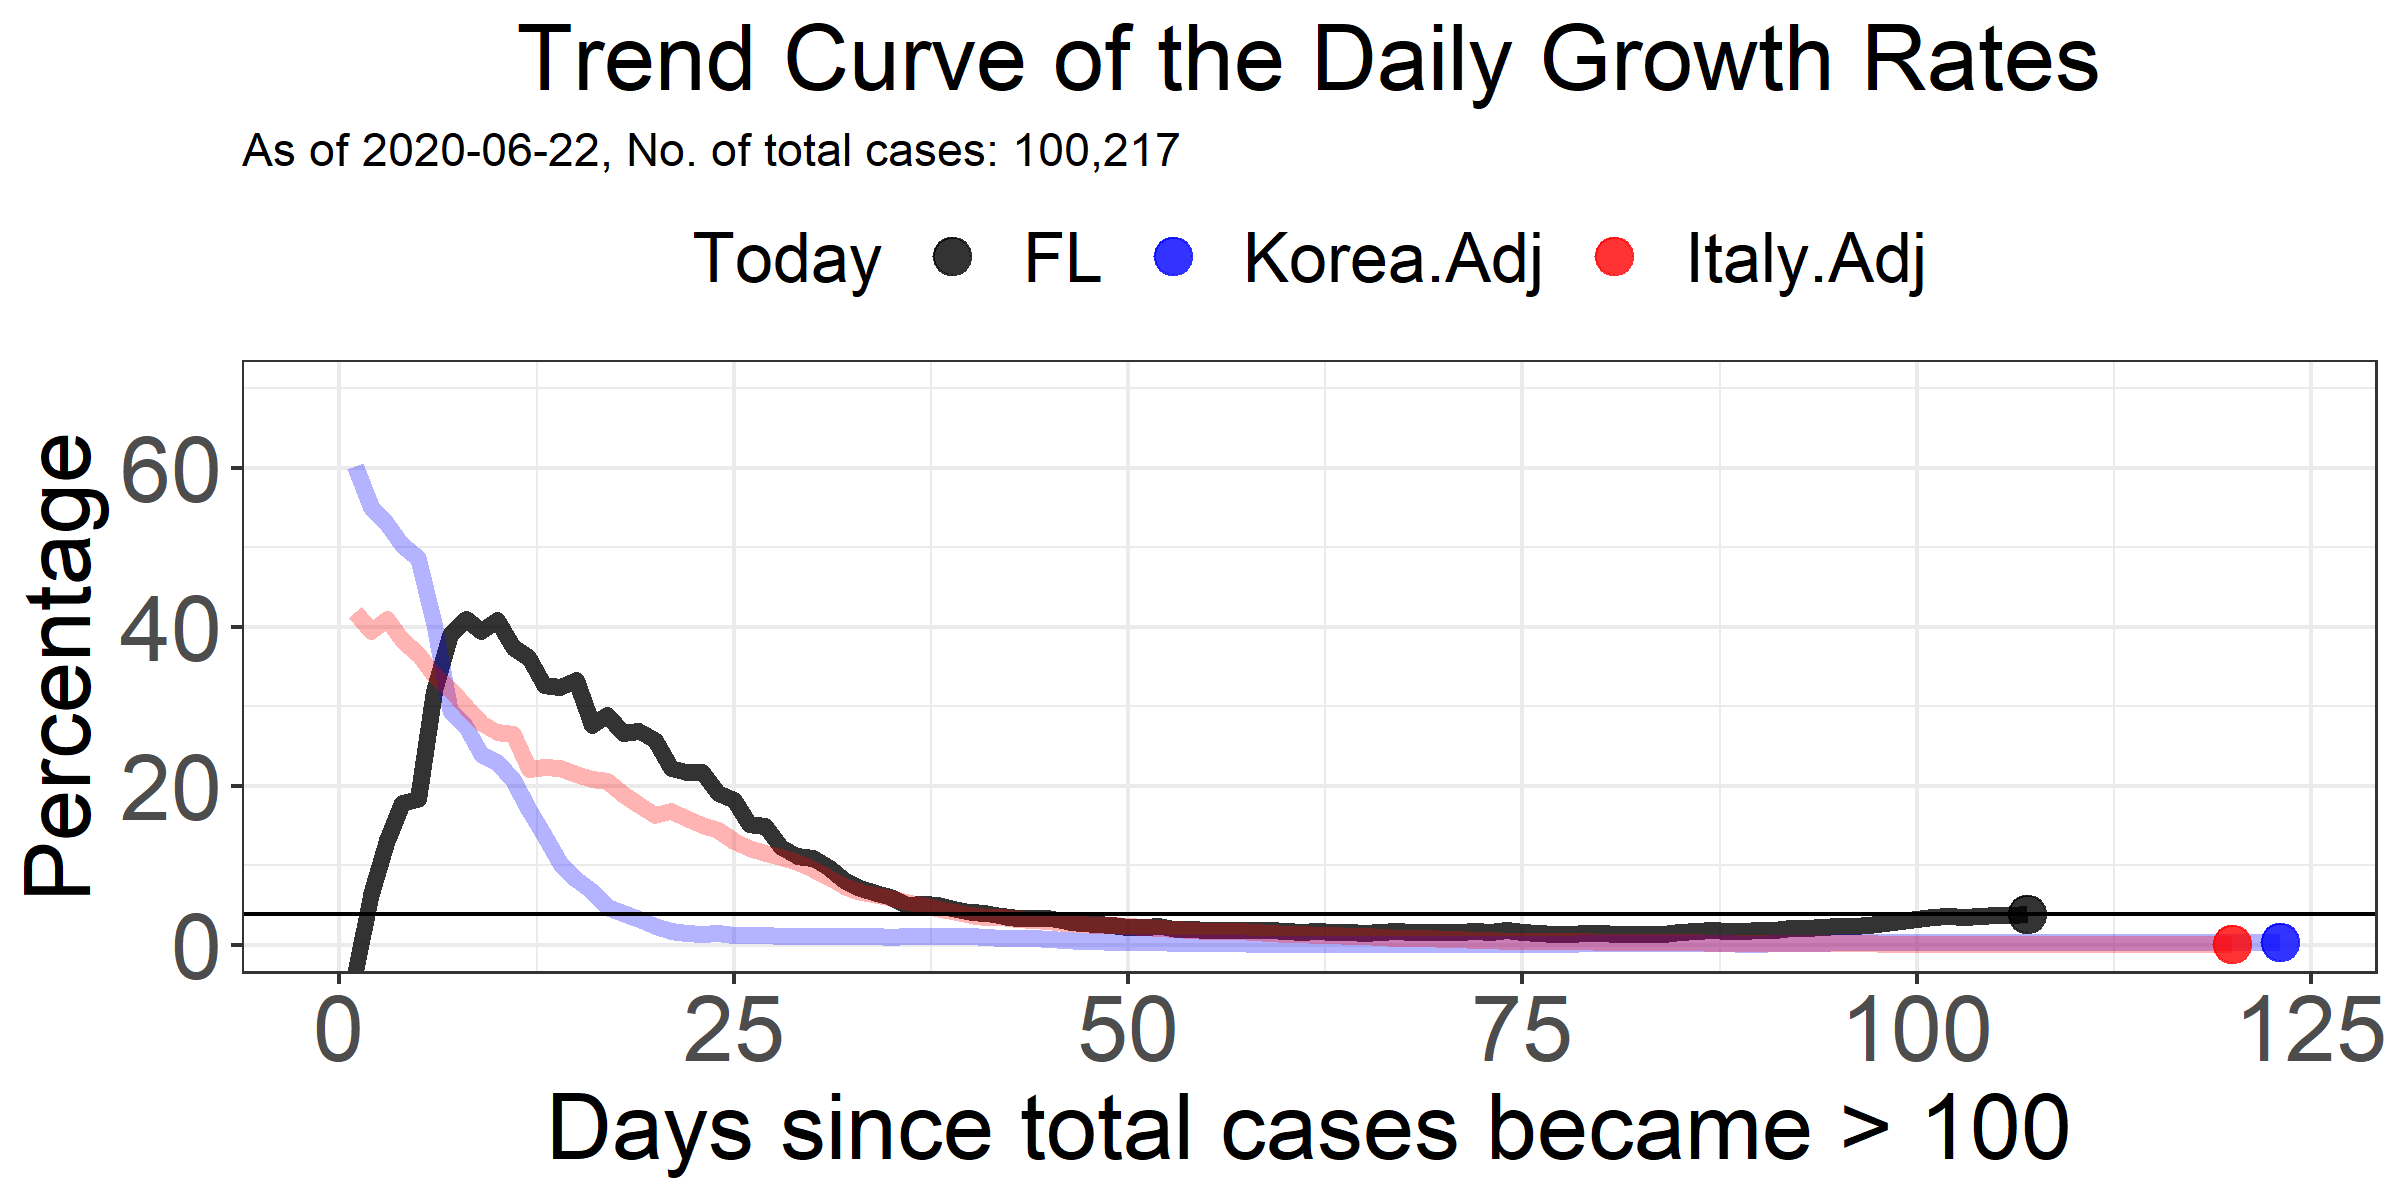 Trend Curve of the Daily Growth Rates
As of 2020-06-22, No. of total cases: 100,217
Today FL Korea.Adj Italy.Adj
Percentage
60
40
20
0
0 25 50 75 100 125
Days since total cases became > 100